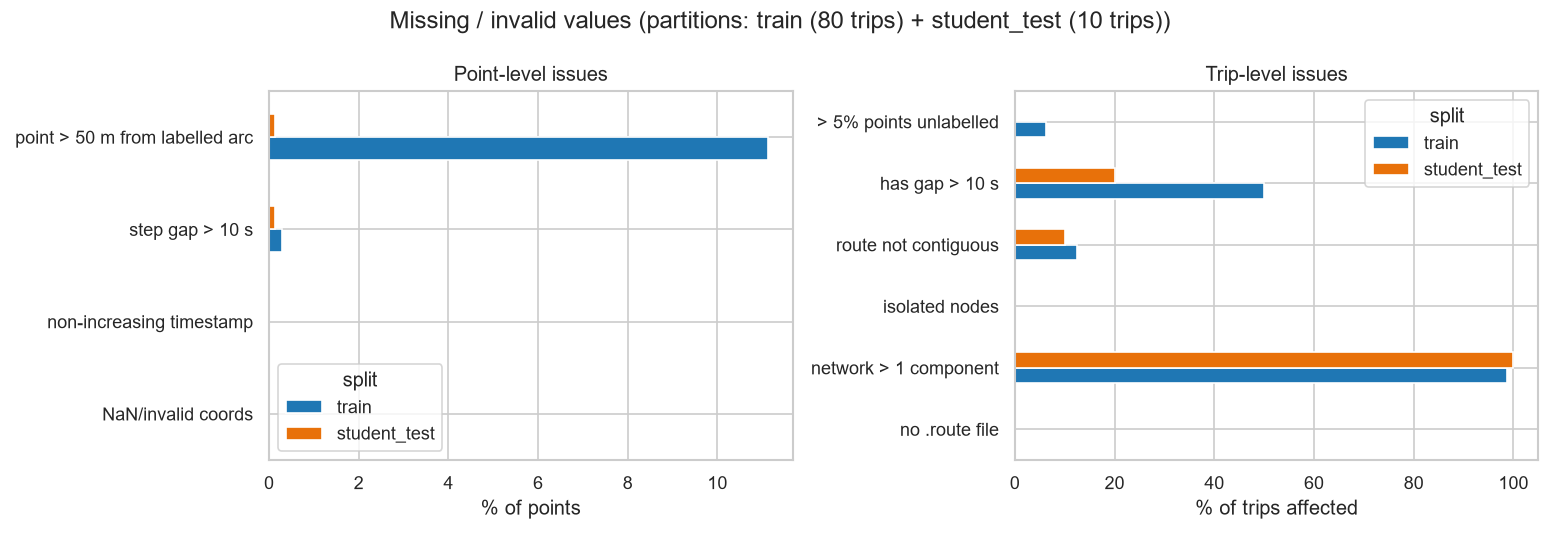 Missing / invalid values (partitions: train (80 trips) + student_test (10 trips))
Point-level issues
point > 50 m from labelled arc
step gap > 10 s
non-increasing timestamp
NaN/invalid coords
split
train
student_test
0 2 4 6 8 10
% of points
Trip-level issues
> 5% points unlabelled
has gap > 10 s
route not contiguous
isolated nodes
network > 1 component
no .route file
split
train
student_test
0 20 40 60 80 100
% of trips affected